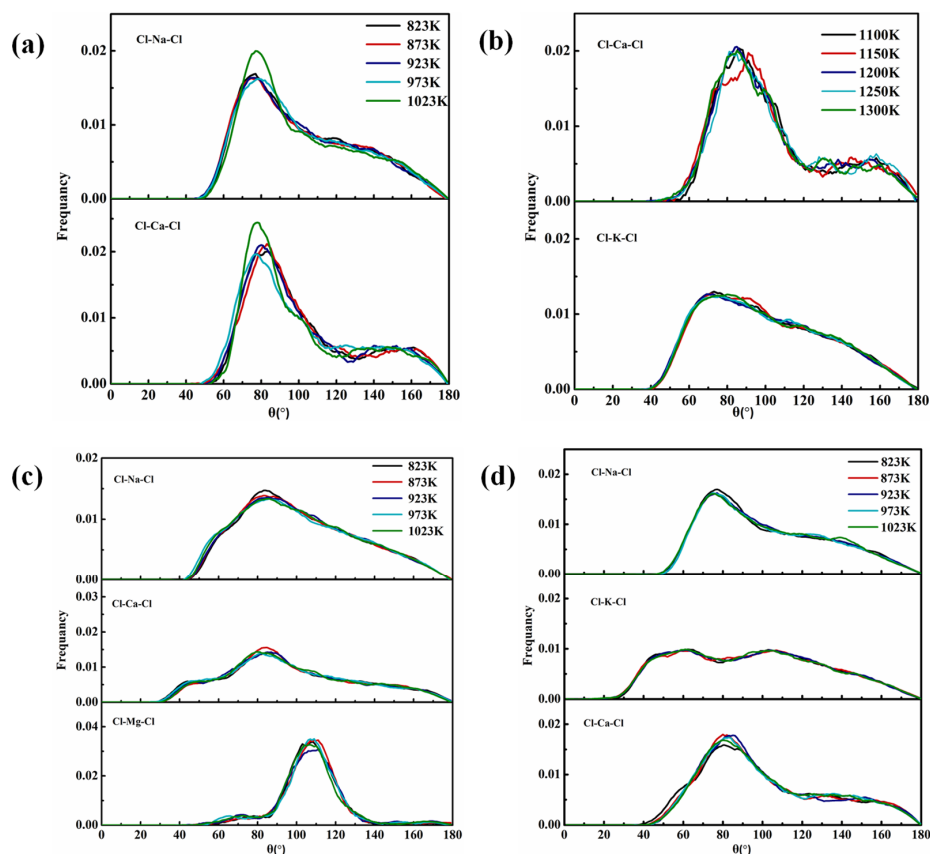 (a)
Cl-Na-Cl
823K
873K
923K
973K
1023K
0.02
0.01
0.00
Cl-Ca-Cl
0.02
0.01
0.00
Frequancy
0 20 40 60 80 100 120 140 160 180
θ(°)
(b)
Cl-Ca-Cl
1100K
1150K
1200K
1250K
1300K
0.02
0.01
0.00
Cl-K-Cl
0.02
0.01
0.00
Frequancy
0 20 40 60 80 100 120 140 160 180
θ(°)
(c)
Cl-Na-Cl
823K
873K
923K
973K
1023K
0.02
0.01
0.00
Cl-Ca-Cl
0.03
0.02
0.01
0.00
Cl-Mg-Cl
0.04
0.02
0.00
Frequancy
0 20 40 60 80 100 120 140 160 180
θ(°)
(d)
Cl-Na-Cl
823K
873K
923K
973K
1023K
0.02
0.01
0.00
Cl-K-Cl
0.02
0.01
0.00
Cl-Ca-Cl
0.02
0.01
0.00
Frequancy
0 20 40 60 80 100 120 140 160 180
θ(°)